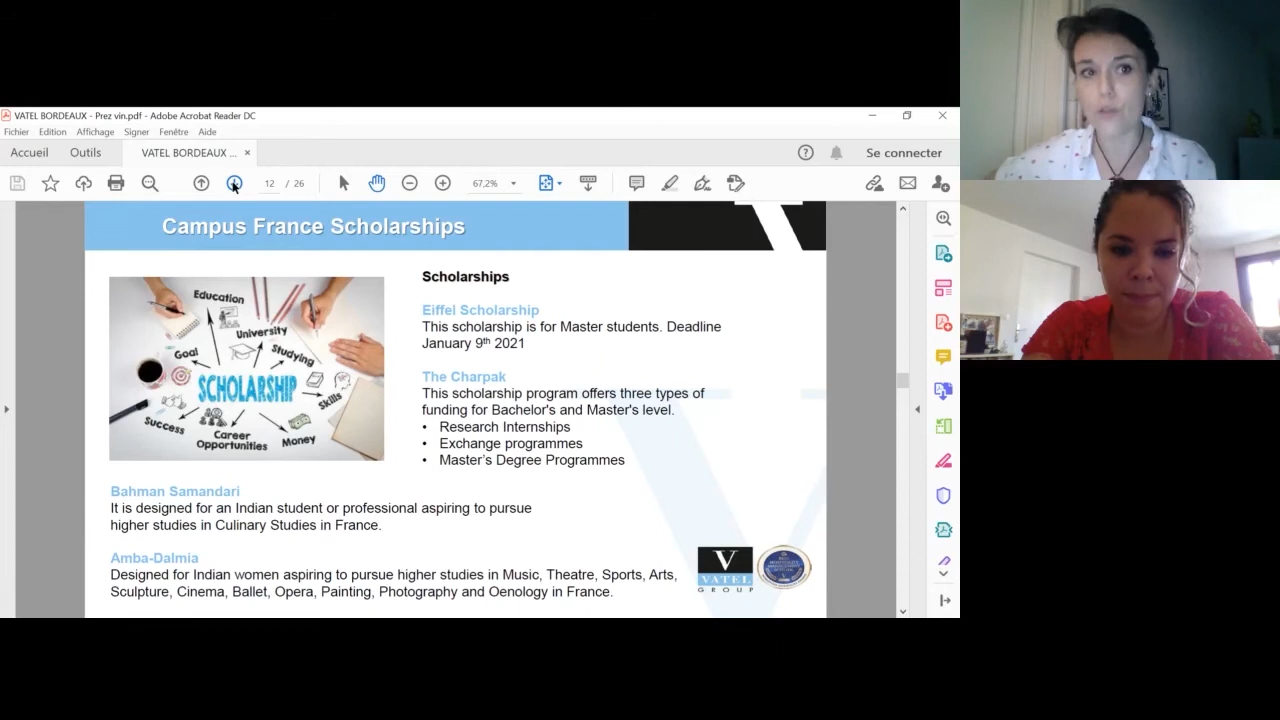 VATEL BORDEAUX - Prez vin.pdf - Adobe Acrobat Reader DC
Fichier Edition Affichage Signer Fenêtre Aide
Accueil Outils VATEL BORDEAUX ... × Se connecter
12 / 26 67,2%
Campus France Scholarships
Education
University
Goal
Studying
SCHOLARSHIP
Skills
Success
Career
Opportunities
Money
Scholarships
Eiffel Scholarship
This scholarship is for Master students. Deadline
January 9th 2021
The Charpak
This scholarship program offers three types of
funding for Bachelor's and Master's level.
• Research Internships
• Exchange programmes
• Master's Degree Programmes
Bahman Samandari
It is designed for an Indian student or professional aspiring to pursue
higher studies in Culinary Studies in France.
Amba-Dalmia
Designed for Indian women aspiring to pursue higher studies in Music, Theatre, Sports, Arts,
Sculpture, Cinema, Ballet, Opera, Painting, Photography and Oenology in France.
V
VATEL
GROUP